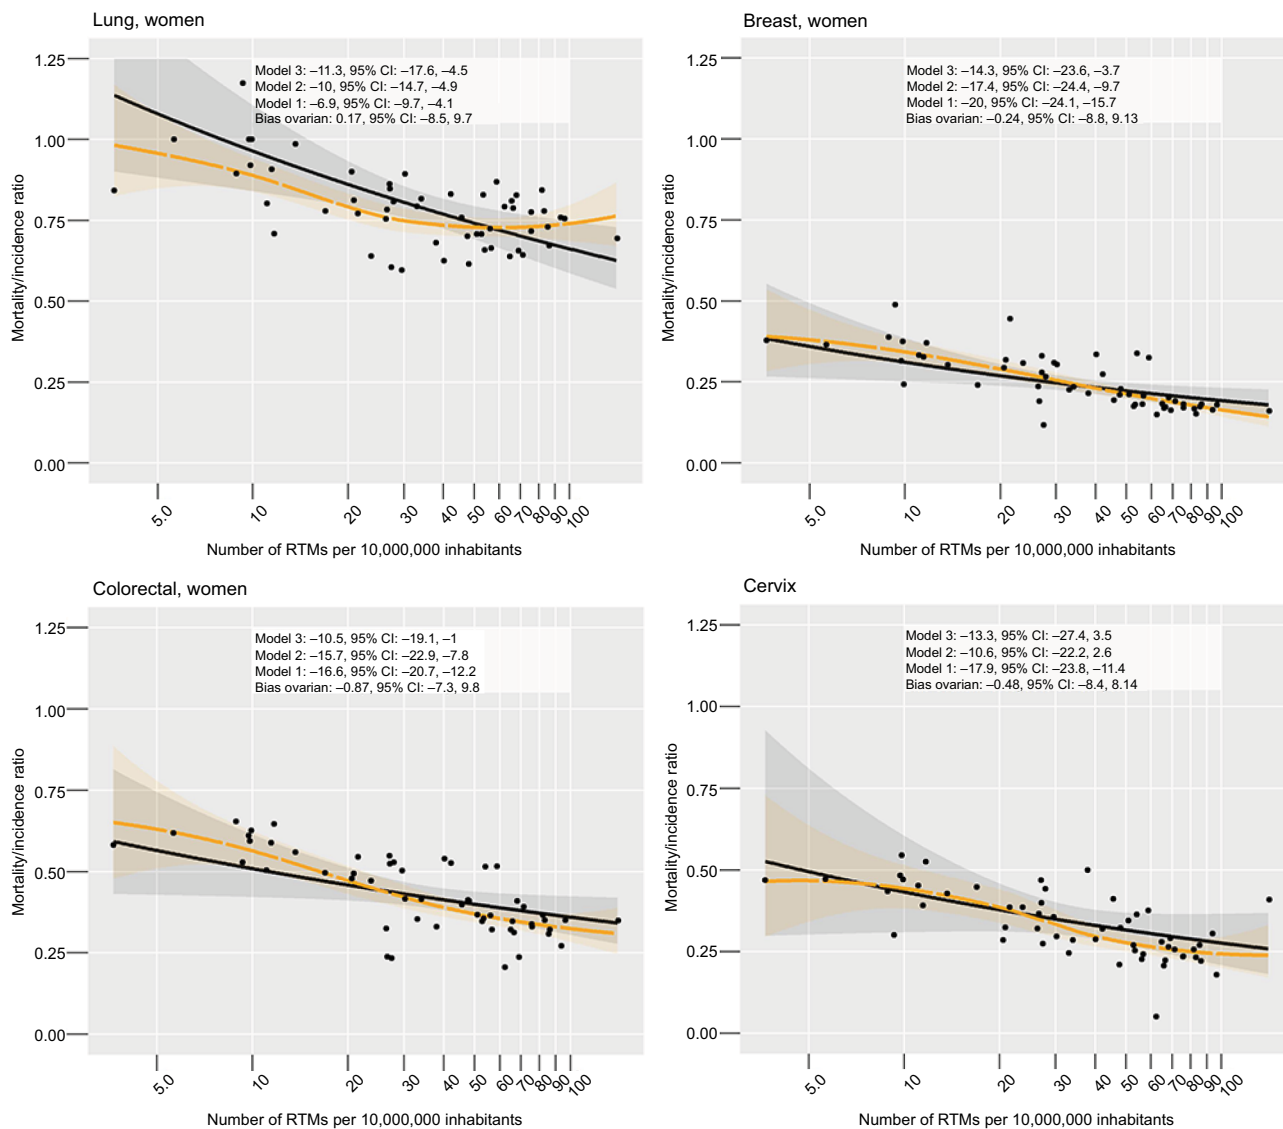 Lung, women
Model 3: –11.3, 95% CI: –17.6, –4.5
Model 2: –10, 95% CI: –14.7, –4.9
Model 1: –6.9, 95% CI: –9.7, –4.1
Bias ovarian: 0.17, 95% CI: –8.5, 9.7
1.25
1.00
0.75
0.50
0.25
0.00
Mortality/incidence ratio
5.0 10 20 30 40 50 60 70 80 90 100
Number of RTMs per 10,000,000 inhabitants
Breast, women
Model 3: –14.3, 95% CI: –23.6, –3.7
Model 2: –17.4, 95% CI: –24.4, –9.7
Model 1: –20, 95% CI: –24.1, –15.7
Bias ovarian: –0.24, 95% CI: –8.8, 9.13
1.25
1.00
0.75
0.50
0.25
0.00
Mortality/incidence ratio
5.0 10 20 30 40 50 60 70 80 90 100
Number of RTMs per 10,000,000 inhabitants
Colorectal, women
Model 3: –10.5, 95% CI: –19.1, –1
Model 2: –15.7, 95% CI: –22.9, –7.8
Model 1: –16.6, 95% CI: –20.7, –12.2
Bias ovarian: –0.87, 95% CI: –7.3, 9.8
1.25
1.00
0.75
0.50
0.25
0.00
Mortality/incidence ratio
5.0 10 20 30 40 50 60 70 80 90 100
Number of RTMs per 10,000,000 inhabitants
Cervix
Model 3: –13.3, 95% CI: –27.4, 3.5
Model 2: –10.6, 95% CI: –22.2, 2.6
Model 1: –17.9, 95% CI: –23.8, –11.4
Bias ovarian: –0.48, 95% CI: –8.4, 8.14
1.25
1.00
0.75
0.50
0.25
0.00
Mortality/incidence ratio
5.0 10 20 30 40 50 60 70 80 90 100
Number of RTMs per 10,000,000 inhabitants